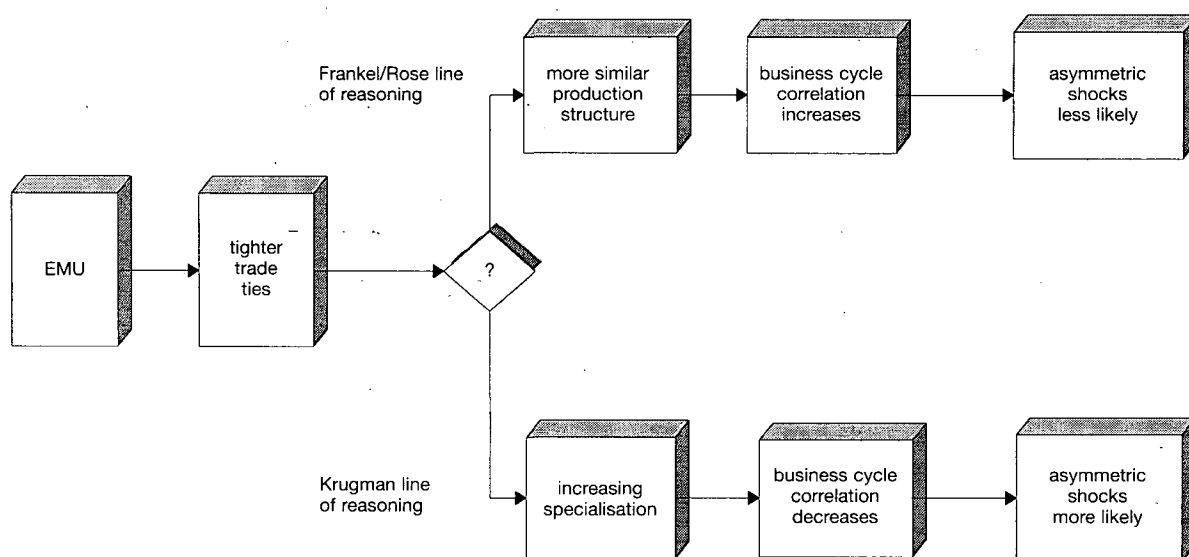 Frankel/Rose line
of reasoning
more similar
production
structure
business cycle
correlation
increases
asymmetric
shocks
less likely
EMU
tighter
trade
ties
?
Krugman line
of reasoning
increasing
specialisation
business cycle
correlation
decreases
asymmetric
shocks
more likely